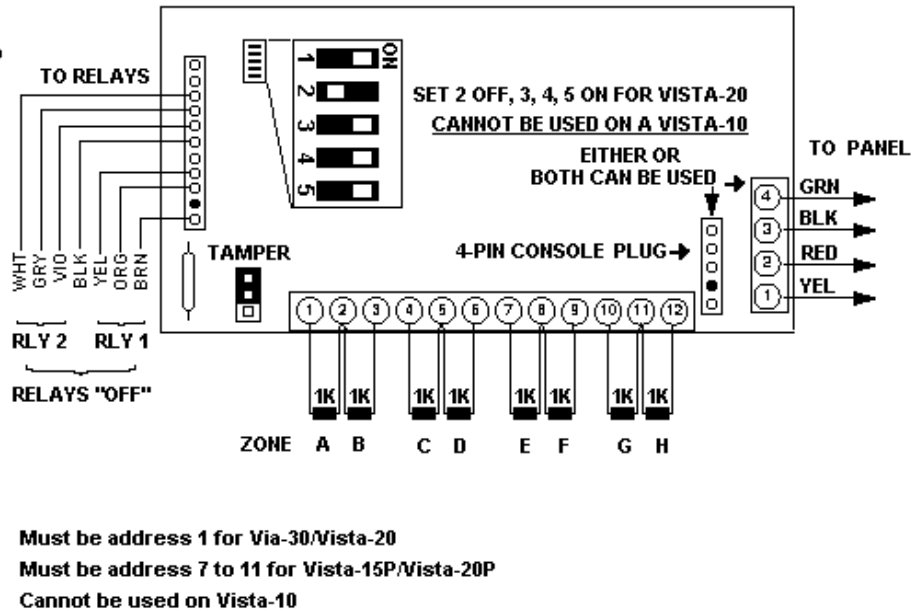 TO RELAYS
1 ON
2
3
4
5
SET 2 OFF, 3, 4, 5 ON FOR VISTA-20
CANNOT BE USED ON A VISTA-10
EITHER OR
BOTH CAN BE USED
TO PANEL
4 GRN
3 BLK
2 RED
1 YEL
4-PIN CONSOLE PLUG
TAMPER
WHT GRY VIO BLK YEL ORG BRN
RLY 2 RLY 1
RELAYS "OFF"
1 2 3 4 5 6 7 8 9 10 11 12
1K 1K 1K 1K 1K 1K 1K 1K
ZONE A B C D E F G H
Must be address 1 for Via-30/Vista-20
Must be address 7 to 11 for Vista-15P/Vista-20P
Cannot be used on Vista-10